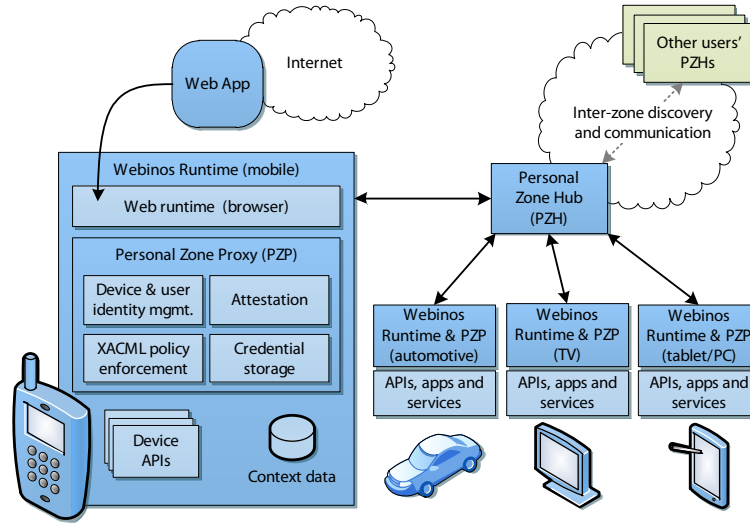 Web App
Internet
Other users'
PZHs
Inter-zone discovery
and communication
Webinos Runtime (mobile)
Web runtime (browser)
Personal Zone Proxy (PZP)
Device & user
identity mgmt.
Attestation
XACML policy
enforcement
Credential
storage
Device
APIs
Context data
Personal
Zone Hub
(PZH)
Webinos
Runtime & PZP
(automotive)
APIs, apps and
services
Webinos
Runtime & PZP
(TV)
APIs, apps and
services
Webinos
Runtime & PZP
(tablet/PC)
APIs, apps and
services